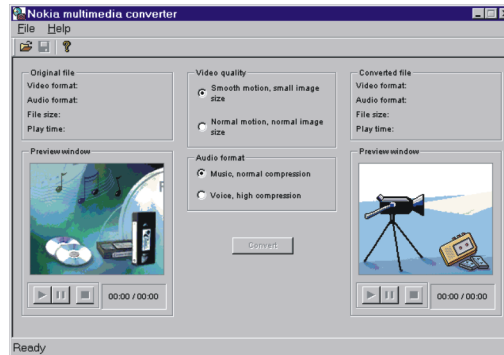 Nokia multimedia converter
File Help
Original file
Video format:
Audio format:
File size:
Play time:
Preview window
00:00 / 00:00
Video quality
Smooth motion, small image
size
Normal motion, normal image
size
Audio format
Music, normal compression
Voice, high compression
Convert
Converted file
Video format:
Audio format:
File size:
Play time:
Preview window
00:00 / 00:00
Ready